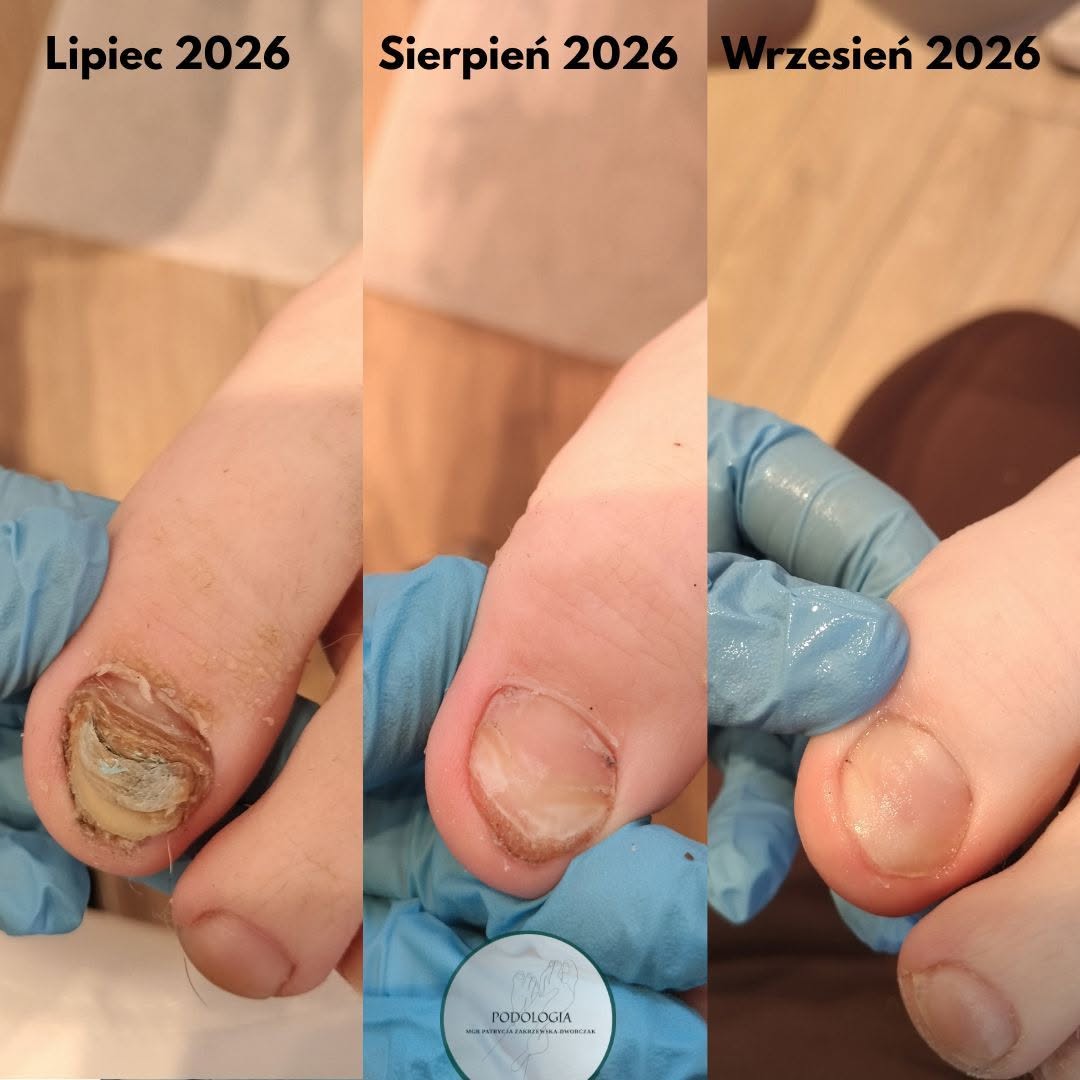 Lipiec 2026
Sierpień 2026
Wrzesień 2026
PODOLOGIA
MGR PATRYCJA ZAKRZEWSKA-DWORCZAK